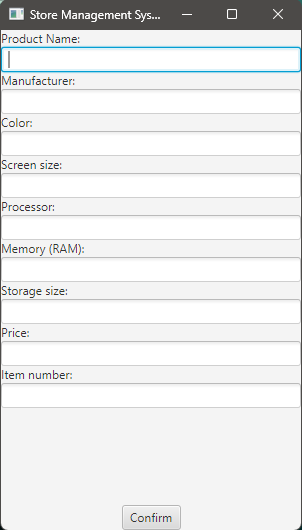 Store Management Sys...
Product Name:
Manufacturer:
Color:
Screen size:
Processor:
Memory (RAM):
Storage size:
Price:
Item number:
Confirm